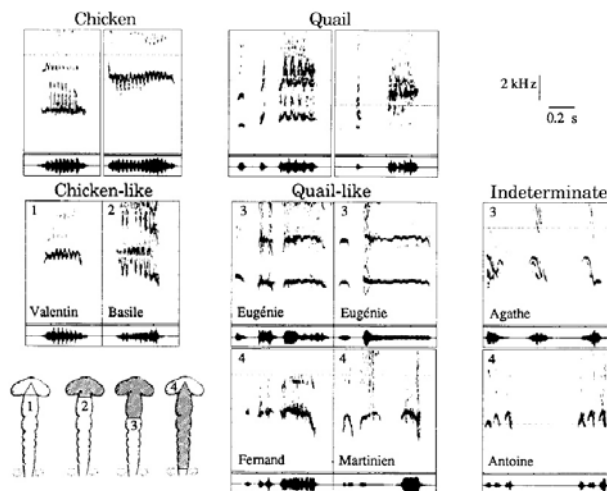 Chicken
Quail
2 kHz
0.2 s
Chicken-like
Quail-like
Indeterminate
1
2
3
3
3
Valentin
Basile
Eugénie
Eugénie
Agathe
4
4
4
Fernand
Martinien
Antoine
1
2
3
4